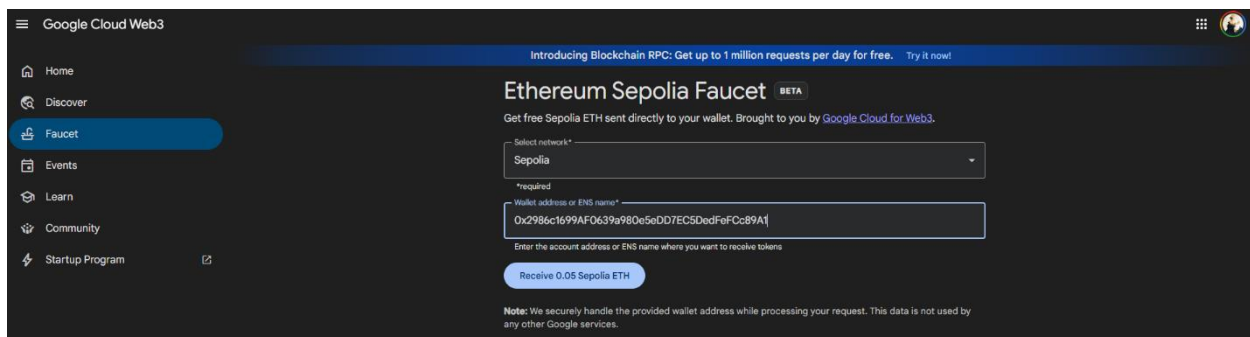 Google Cloud Web3
Introducing Blockchain RPC: Get up to 1 million requests per day for free. Try it now!
Home
Discover
Faucet
Events
Learn
Community
Startup Program
Ethereum Sepolia Faucet BETA
Get free Sepolia ETH sent directly to your wallet. Brought to you by Google Cloud for Web3.
Select network*
Sepolia
*required
Wallet address or ENS name*
0x2986c1699AF0639a980e5eDD7EC5DedFeFCc89A1
Enter the account address or ENS name where you want to receive tokens
Receive 0.05 Sepolia ETH
Note: We securely handle the provided wallet address while processing your request. This data is not used by
any other Google services.